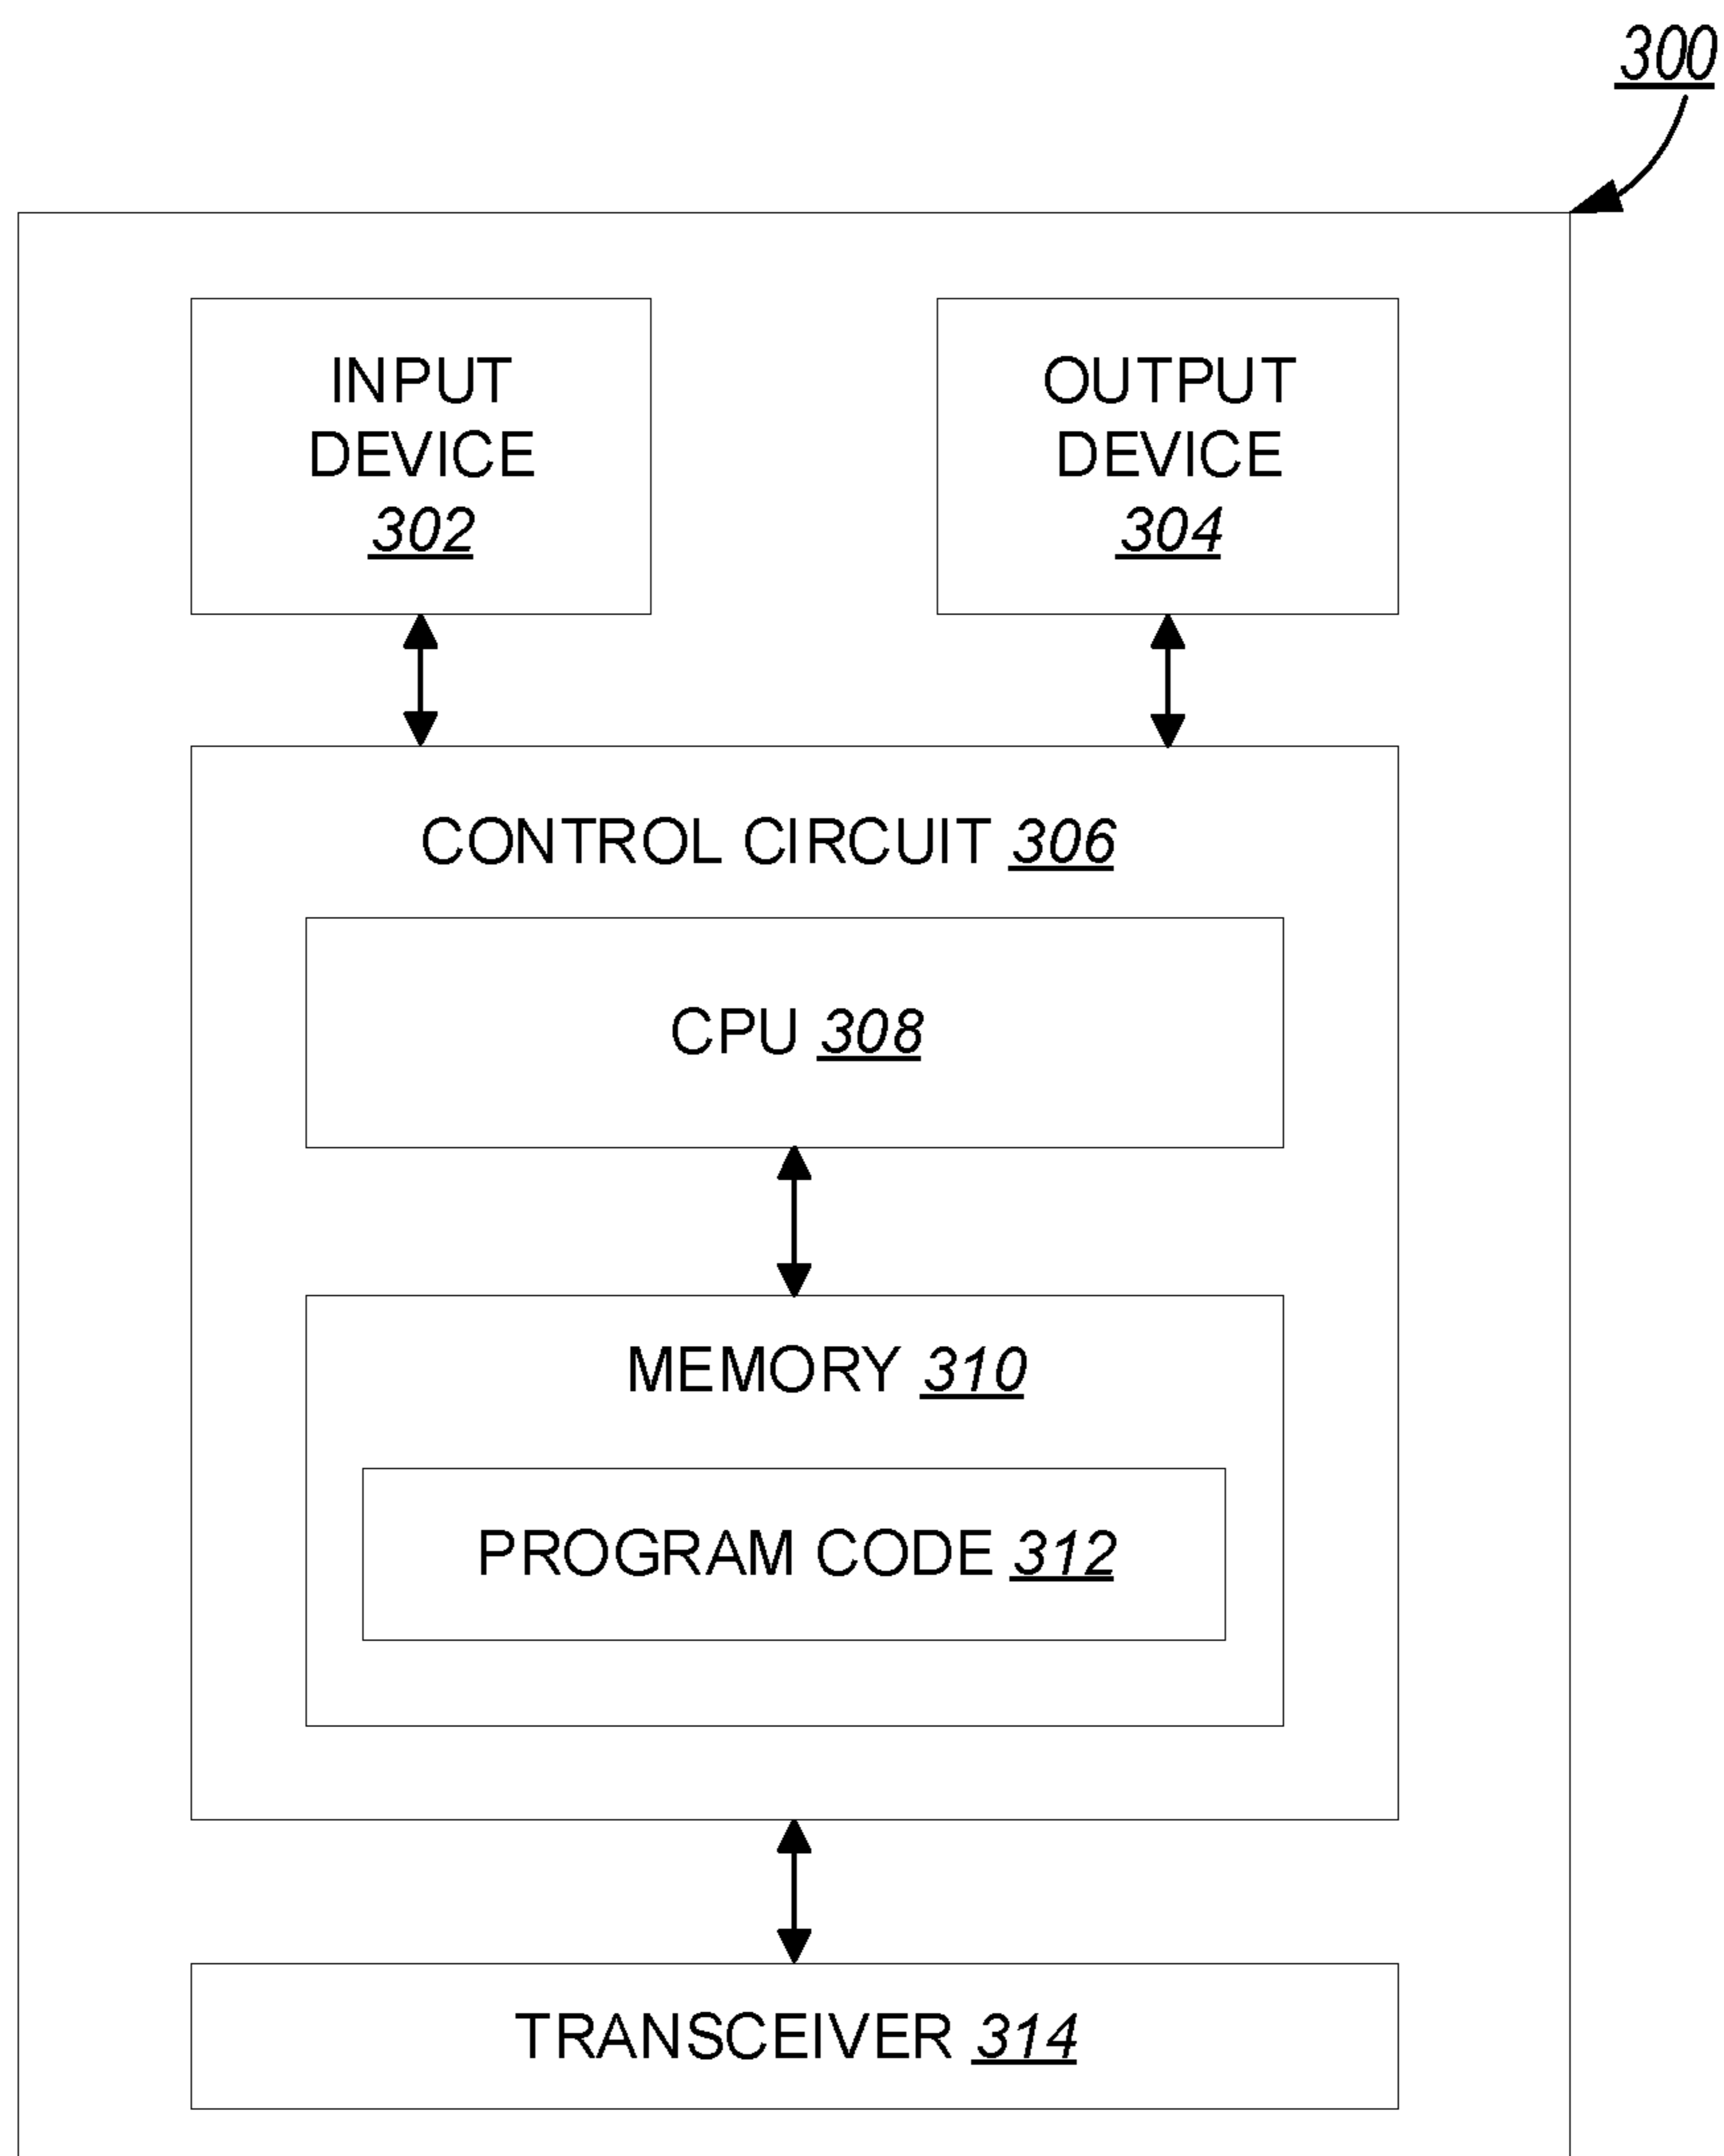 300
INPUT
DEVICE
302
OUTPUT
DEVICE
304
CONTROL CIRCUIT 306
CPU 308
MEMORY 310
PROGRAM CODE 312
TRANSCEIVER 314